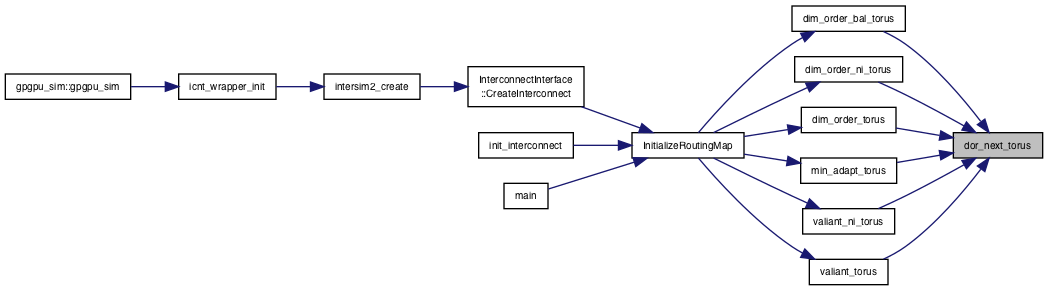 dim_order_bal_torus
dim_order_ni_torus
gpgpu_sim::gpgpu_sim
icnt_wrapper_init
intersim2_create
InterconnectInterface
::CreateInterconnect
dim_order_torus
init_interconnect
InitializeRoutingMap
dor_next_torus
min_adapt_torus
main
valiant_ni_torus
valiant_torus